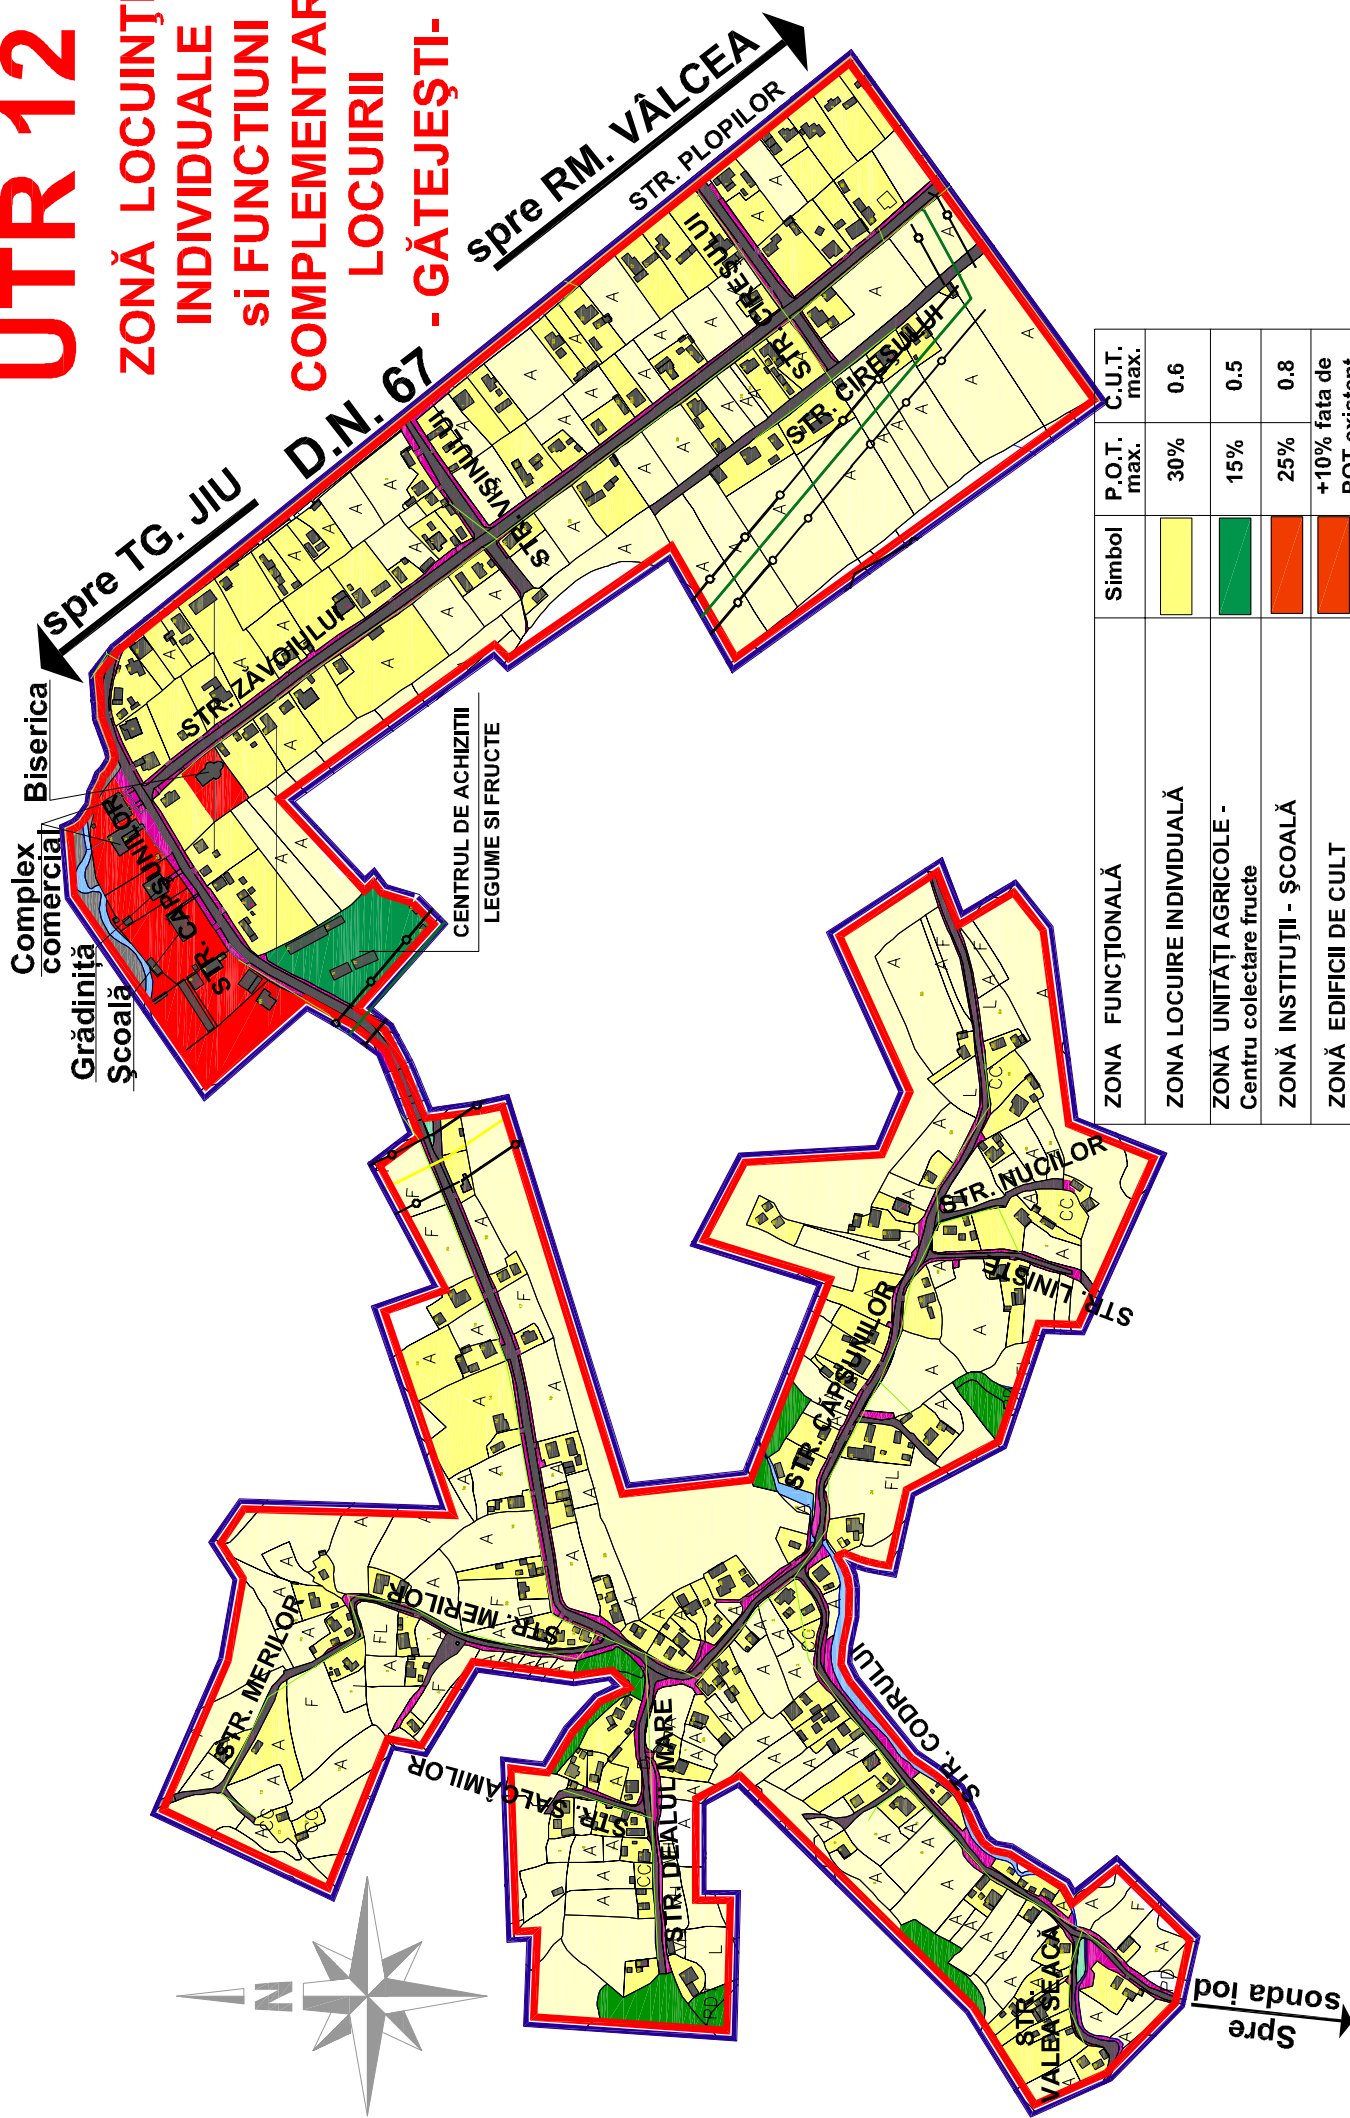 UTR 12
ZONĂ LOCUINŢE
INDIVIDUALE
si FUNCTIUNI
COMPLEMENTAR
LOCUIRII
- GĂTEJEŞTI-
spre RM. VÂLCEA
STR. PLOPILOR
D.N. 67
spre TG. JIU
STR. CIREŞULUI
STR. CIREŞULUI
STR. VIŞINULUI
STR. ZĂVOIULUI
Biserica
Complex
comercial
Grădiniţă
Şcoală
STR. CĂPŞUNILOR
CENTRUL DE ACHIZITII
LEGUME SI FRUCTE
STR. NUCILOR
STR. LINIŞTE
STR. CĂPŞUNILOR
STR. MERILOR
STR. MERILOR
STR. SALCÂMILOR
STR. DEALUL MARE
STR. CODRULUI
STR.
VALEA SEACĂ
Spre
sonda iod
N
ZONA FUNCŢIONALĂ Simbol P.O.T. max. C.U.T. max.
ZONA LOCUIRE INDIVIDUALĂ 30% 0.6
ZONĂ UNITĂŢI AGRICOLE - 15% 0.5
Centru colectare fructe
ZONĂ INSTITUŢII - ŞCOALĂ 25% 0.8
ZONĂ EDIFICII DE CULT +10% fata de
POT existent